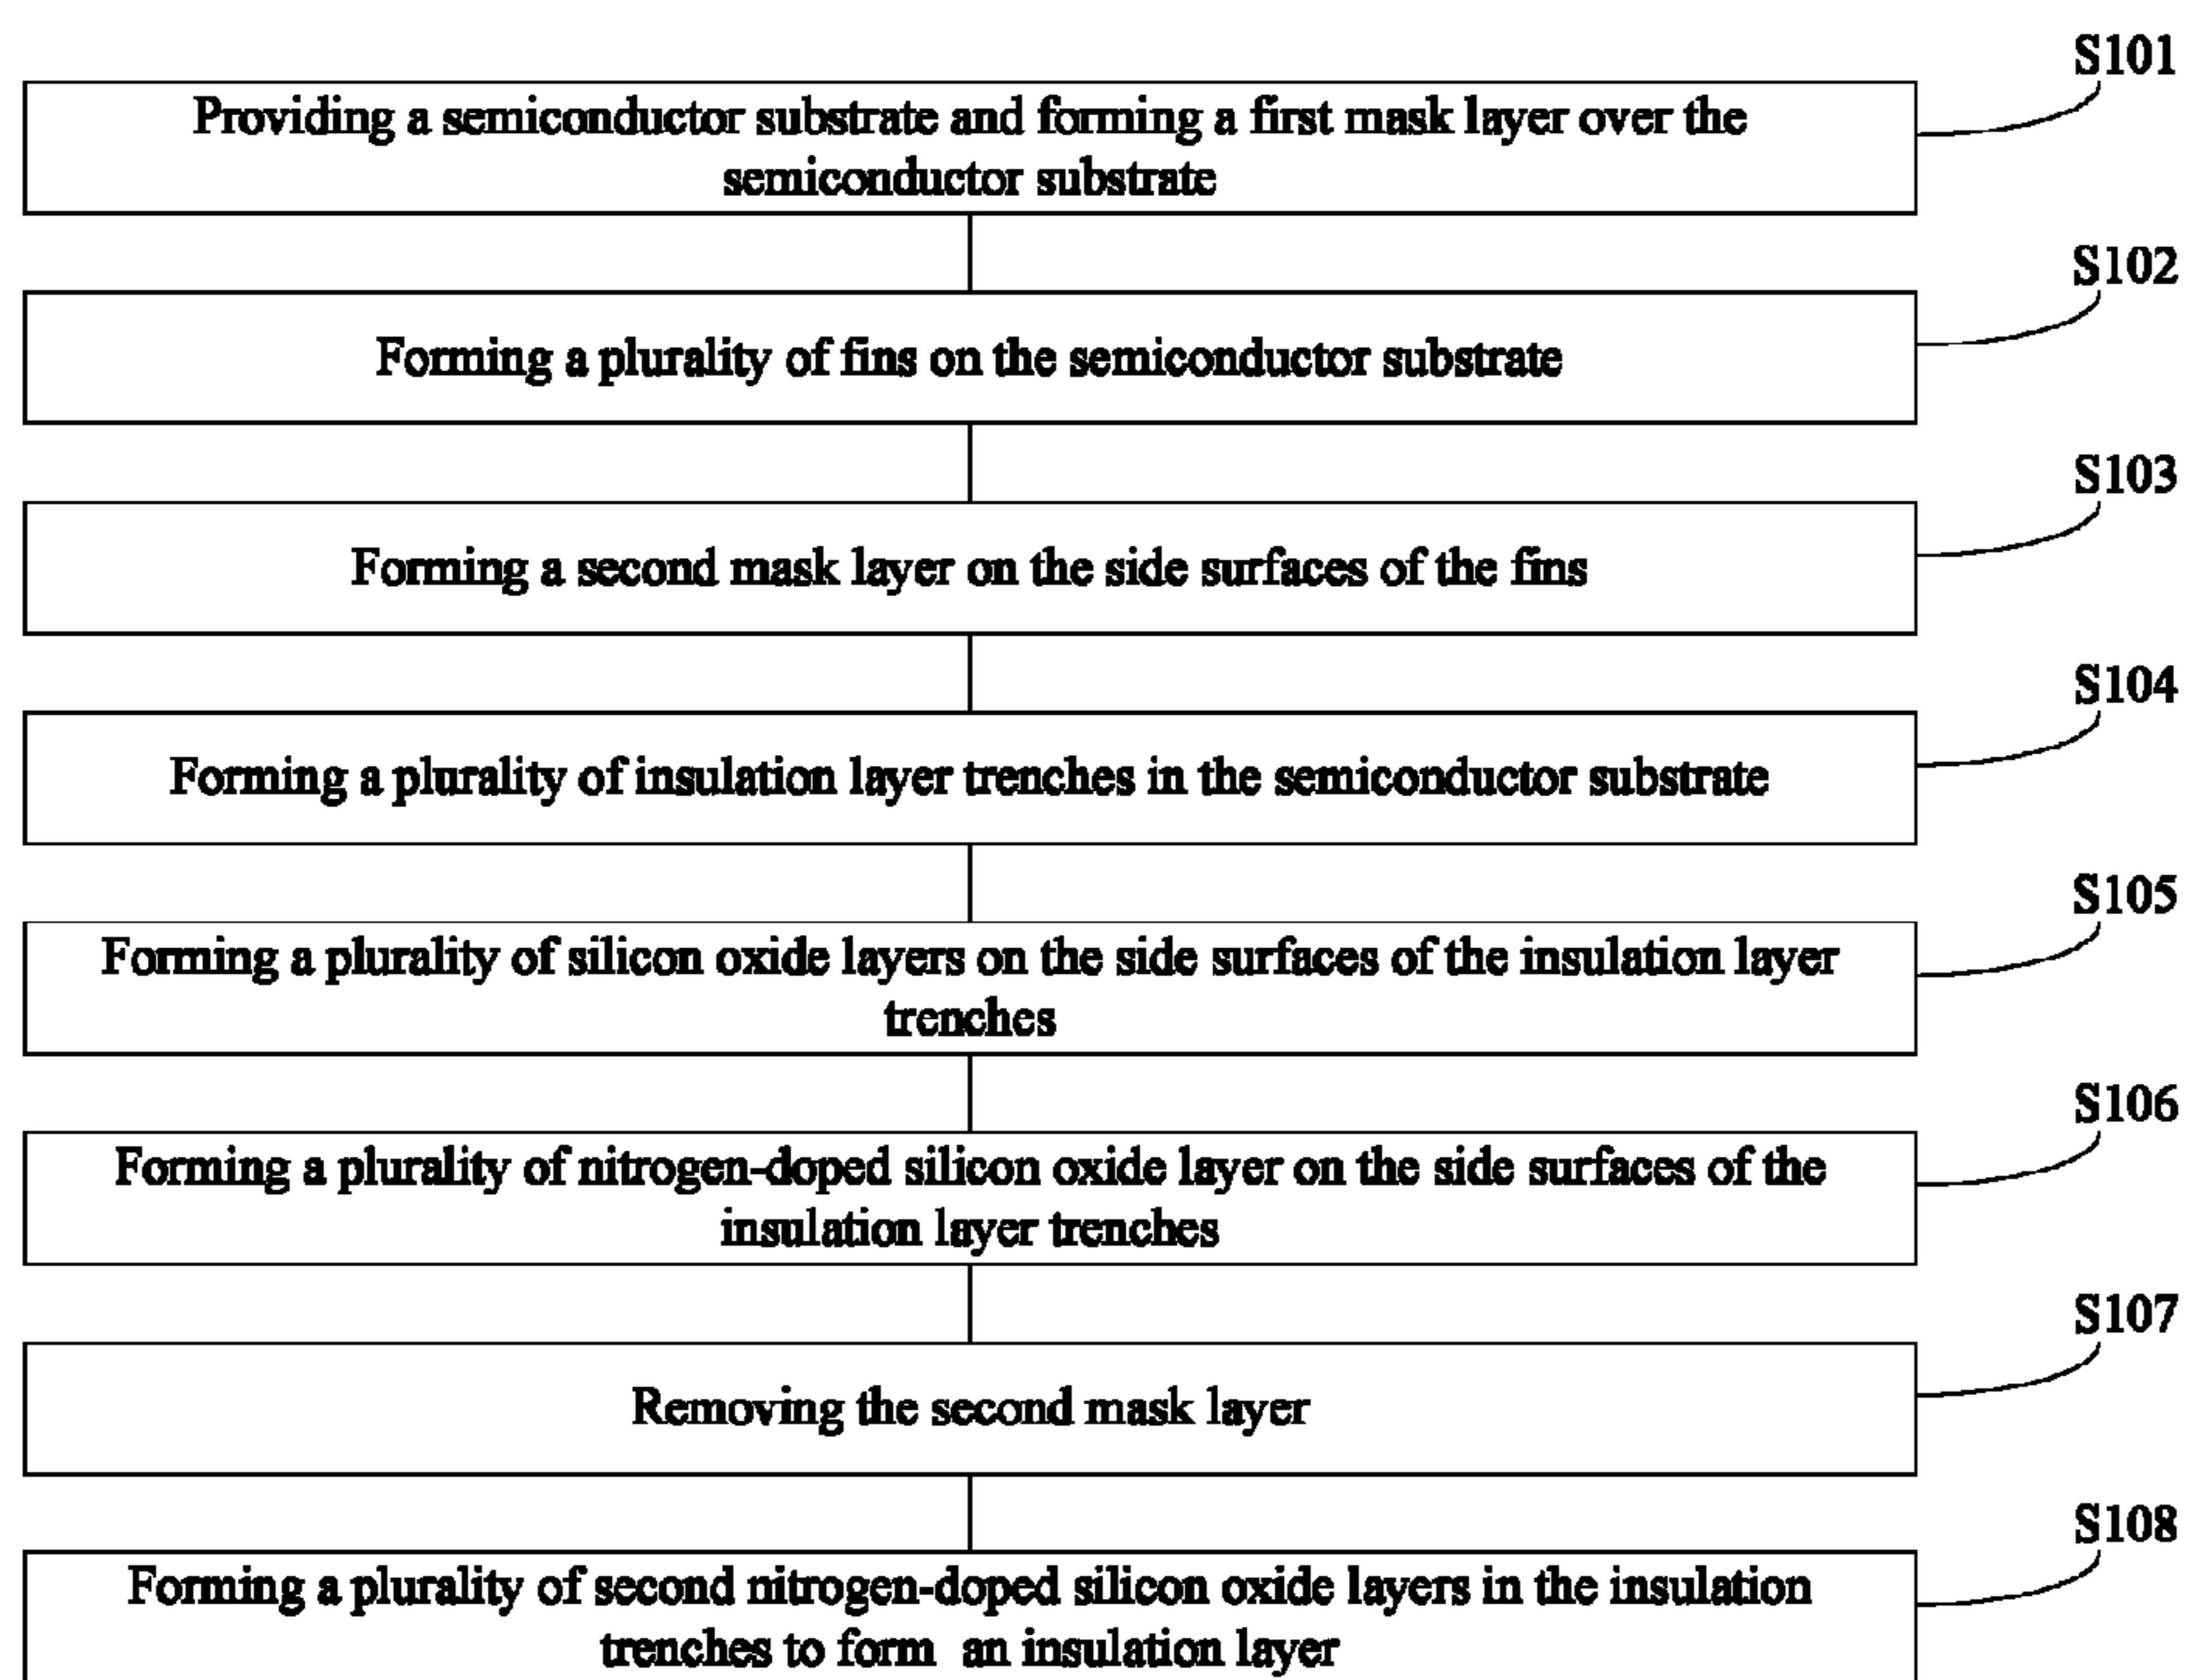 S101
Providing a semiconductor substrate and forming a first mask layer over the
semiconductor substrate
S102
Forming a plurality of fins on the semiconductor substrate
S103
Forming a second mask layer on the side surfaces of the fins
S104
Forming a plurality of insulation layer trenches in the semiconductor substrate
S105
Forming a plurality of silicon oxide layers on the side surfaces of the insulation layer
trenches
S106
Forming a plurality of nitrogen-doped silicon oxide layer on the side surfaces of the
insulation layer trenches
S107
Removing the second mask layer
S108
Forming a plurality of second nitrogen-doped silicon oxide layers in the insulation
trenches to form an insulation layer